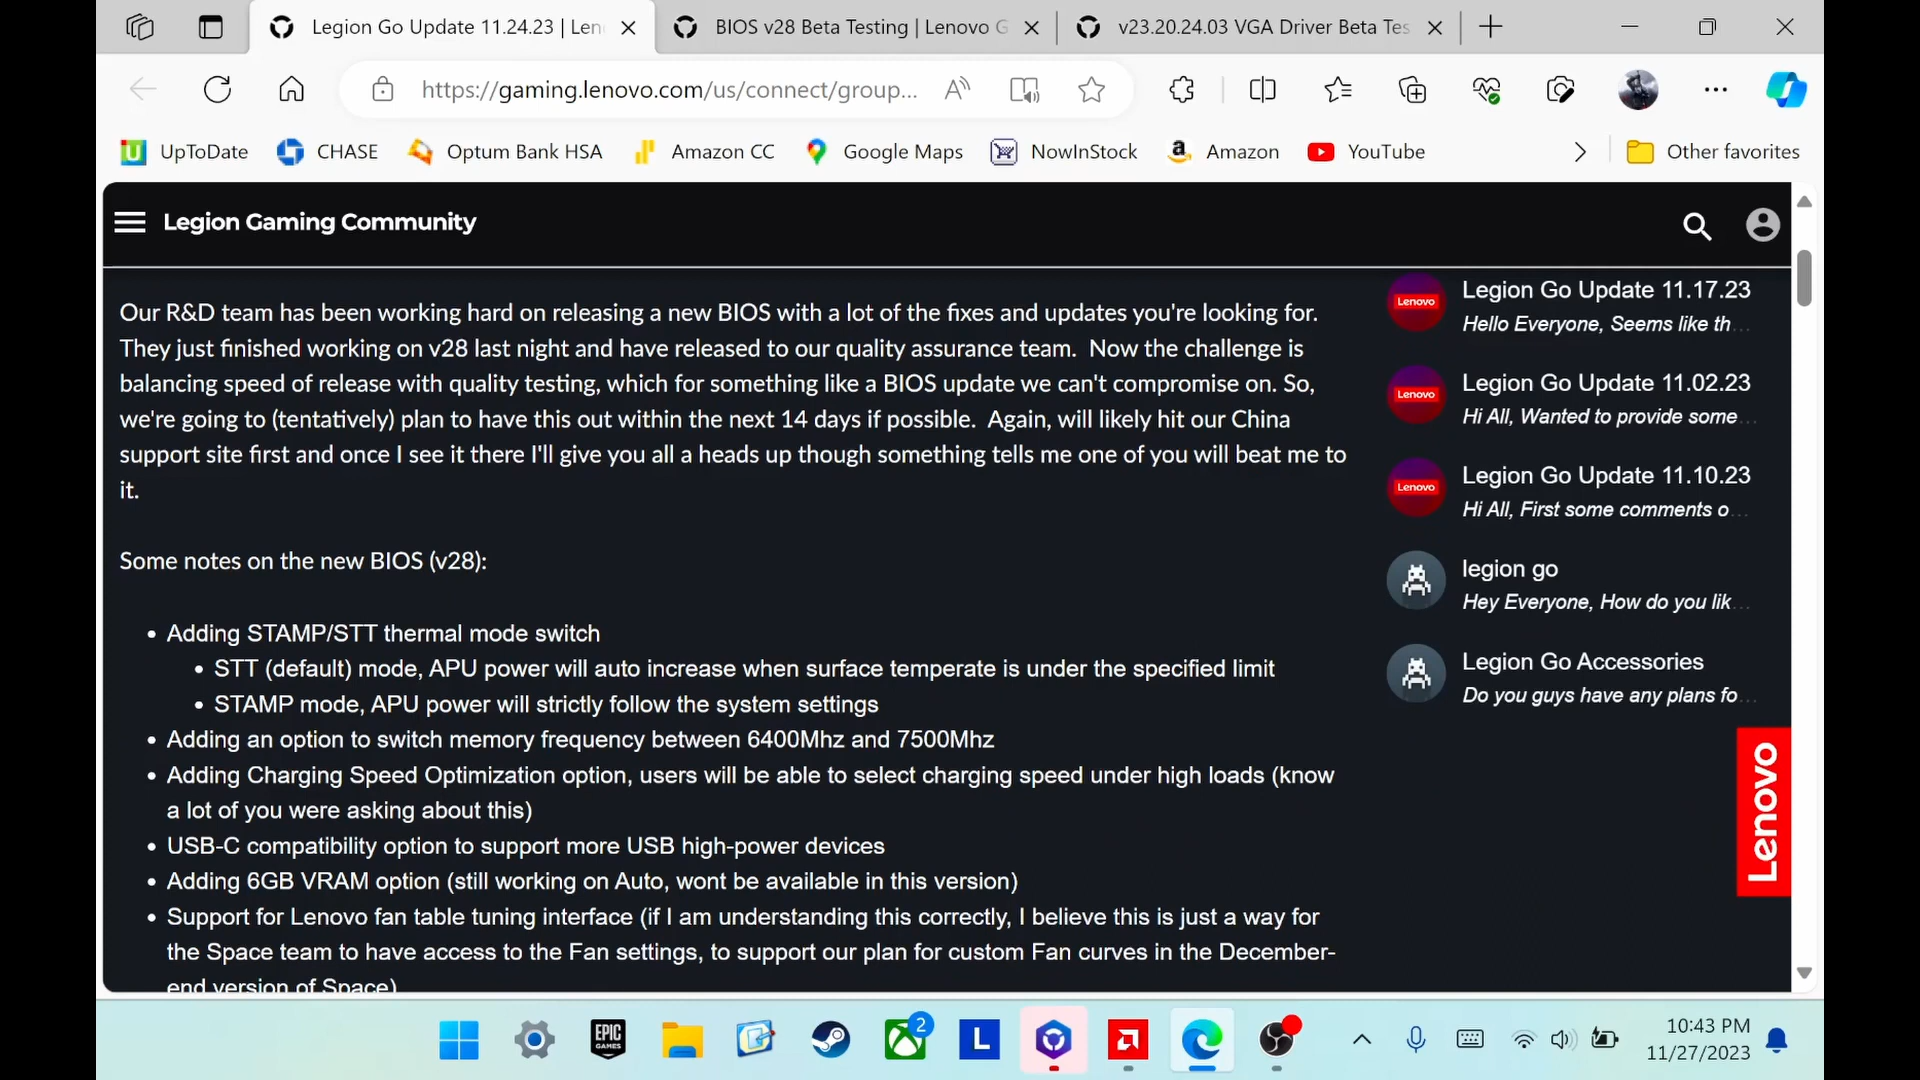 Legion Go Update 11.24.23 | Len
BIOS v28 Beta Testing | Lenovo G
v23.20.24.03 VGA Driver Beta Tes
https://gaming.lenovo.com/us/connect/group...
UpToDate
CHASE
Optum Bank HSA
Amazon CC
Google Maps
NowInStock
Amazon
YouTube
Other favorites
Legion Gaming Community
Our R&D team has been working hard on releasing a new BIOS with a lot of the fixes and updates you're looking for.
They just finished working on v28 last night and have released to our quality assurance team.  Now the challenge is
balancing speed of release with quality testing, which for something like a BIOS update we can't compromise on. So,
we're going to (tentatively) plan to have this out within the next 14 days if possible.  Again, will likely hit our China
support site first and once I see it there I'll give you all a heads up though something tells me one of you will beat me to
it.
Some notes on the new BIOS (v28):
• Adding STAMP/STT thermal mode switch
• STT (default) mode, APU power will auto increase when surface temperate is under the specified limit
• STAMP mode, APU power will strictly follow the system settings
• Adding an option to switch memory frequency between 6400Mhz and 7500Mhz
• Adding Charging Speed Optimization option, users will be able to select charging speed under high loads (know
a lot of you were asking about this)
• USB-C compatibility option to support more USB high-power devices
• Adding 6GB VRAM option (still working on Auto, wont be available in this version)
• Support for Lenovo fan table tuning interface (if I am understanding this correctly, I believe this is just a way for
the Space team to have access to the Fan settings, to support our plan for custom Fan curves in the December-
end version of Space)
Lenovo
Legion Go Update 11.17.23
Hello Everyone, Seems like th...
Lenovo
Legion Go Update 11.02.23
Hi All, Wanted to provide some...
Lenovo
Legion Go Update 11.10.23
Hi All, First some comments o...
legion go
Hey Everyone, How do you lik...
Legion Go Accessories
Do you guys have any plans fo...
Lenovo
EPIC
GAMES
2
L
10:43 PM
11/27/2023